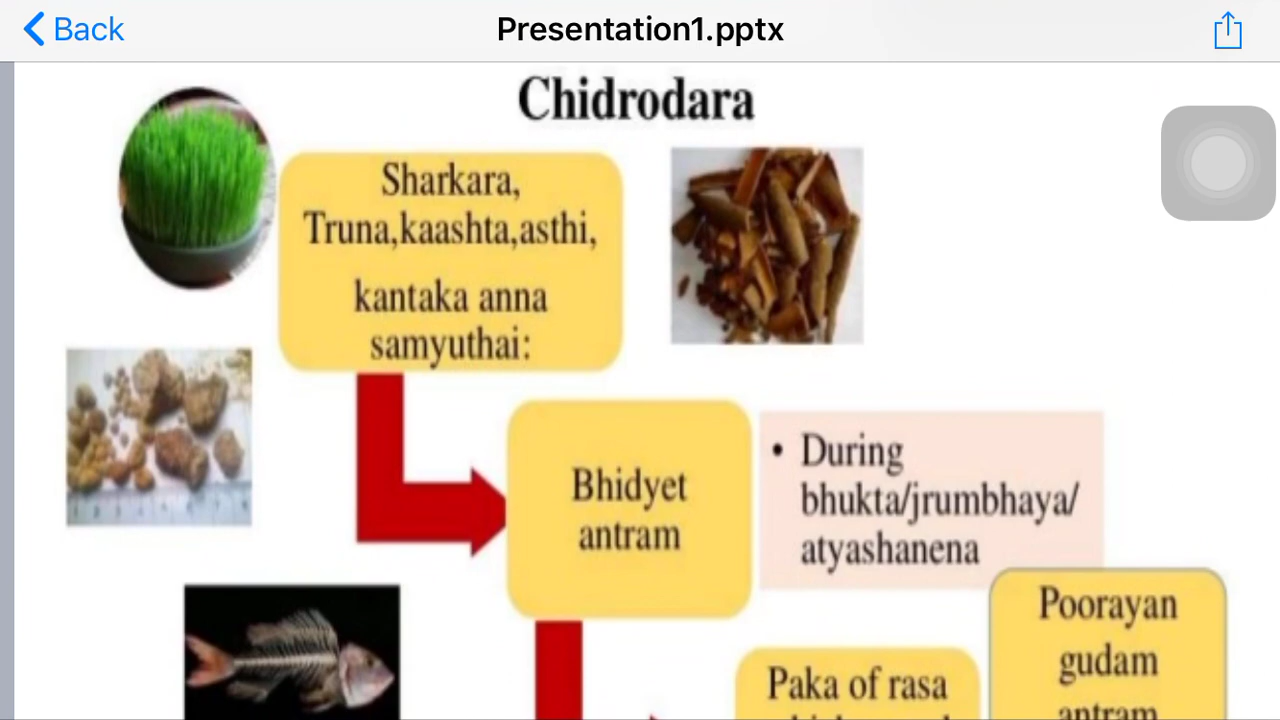 Back
Presentation1.pptx
Chidrodara
Sharkara,
Truna,kaashta,asthi,
kantaka anna
samyuthai:
Bhidyet
antram
• During
bhukta/jrumbhaya/
atyashanena
Poorayan
gudam
antram
Paka of rasa